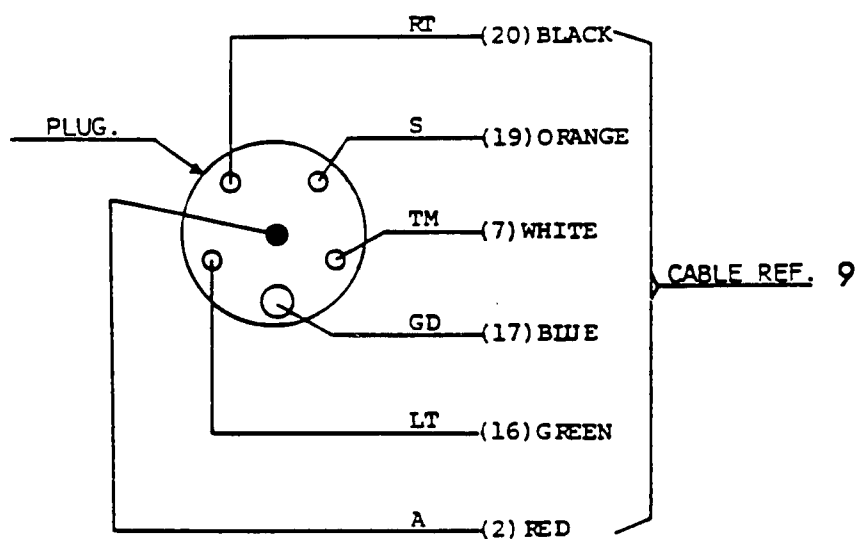 RT (20) BLACK
PLUG.
S (19) ORANGE
TM (7) WHITE
CABLE REF. 9
GD (17) BLUE
LT (16) GREEN
A (2) RED